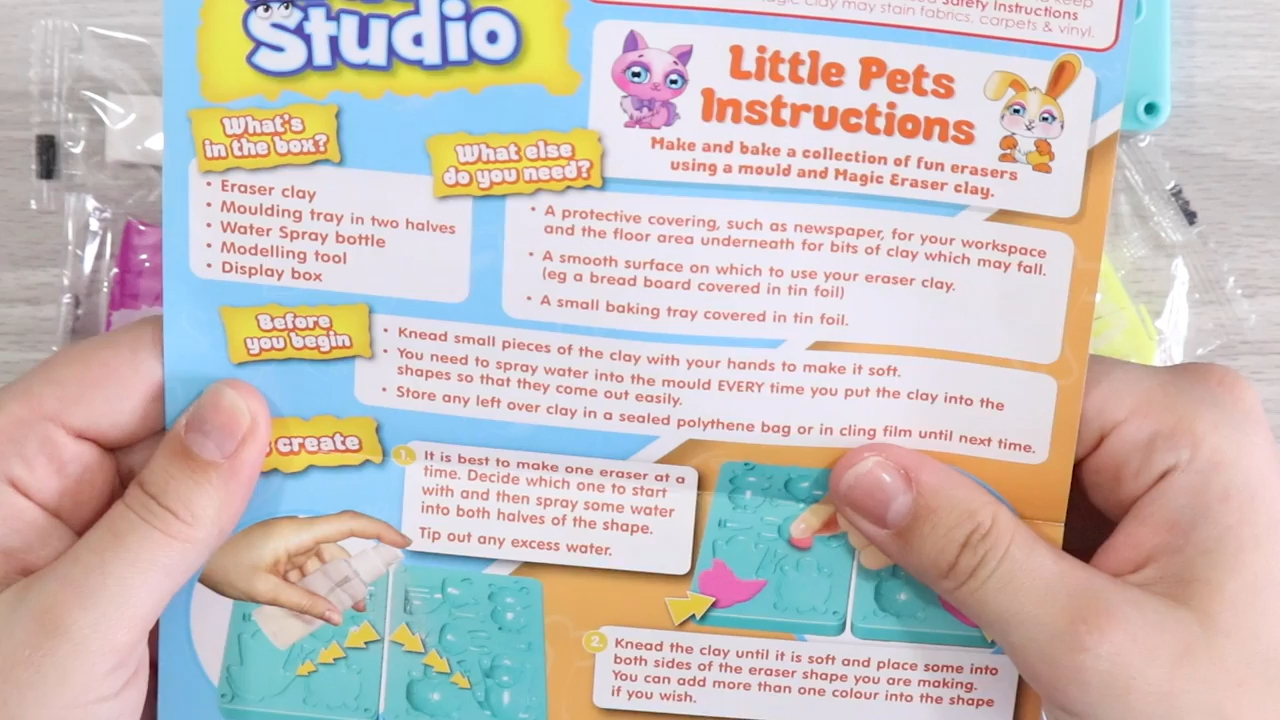 Studio
Safety Instructions
clay may stain fabrics, carpets & vinyl.
Little Pets
Instructions
Make and bake a collection of fun erasers
using a mould and Magic Eraser clay.
What's
in the box?
• Eraser clay
• Moulding tray in two halves
• Water Spray bottle
• Modelling tool
• Display box
What else
do you need?
• A protective covering, such as newspaper, for your workspace
and the floor area underneath for bits of clay which may fall.
• A smooth surface on which to use your eraser clay.
(eg a bread board covered in tin foil)
• A small baking tray covered in tin foil.
Before
you begin
• Knead small pieces of the clay with your hands to make it soft.
• You need to spray water into the mould EVERY time you put the clay into the
shapes so that they come out easily.
• Store any left over clay in a sealed polythene bag or in cling film until next time.
create
1. It is best to make one eraser at a
time. Decide which one to start
with and then spray some water
into both halves of the shape.
Tip out any excess water.
2. Knead the clay until it is soft and place some into
both sides of the eraser shape you are making.
You can add more than one colour into the shape
if you wish.